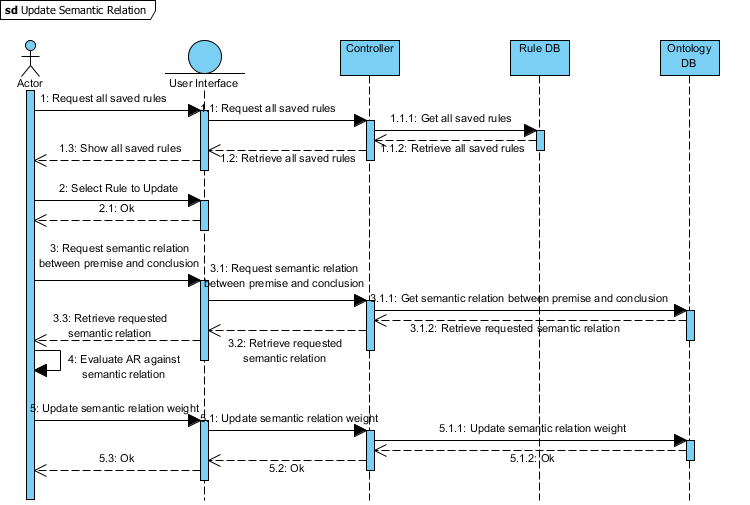 sd Update Semantic Relation
Actor
User Interface
Controller
Rule DB
Ontology
DB
1: Request all saved rules
1.1: Request all saved rules
1.1.1: Get all saved rules
1.1.2: Retrieve all saved rules
1.2: Retrieve all saved rules
1.3: Show all saved rules
2: Select Rule to Update
2.1: Ok
3: Request semantic relation
between premise and conclusion
3.1: Request semantic relation
between premise and conclusion
3.1.1: Get semantic relation between premise and conclusion
3.1.2: Retrieve requested semantic relation
3.2: Retrieve requested
semantic relation
3.3: Retrieve requested
semantic relation
4: Evaluate AR against
semantic relation
5: Update semantic relation weight
5.1: Update semantic relation weight
5.1.1: Update semantic relation weight
5.1.2: Ok
5.2: Ok
5.3: Ok